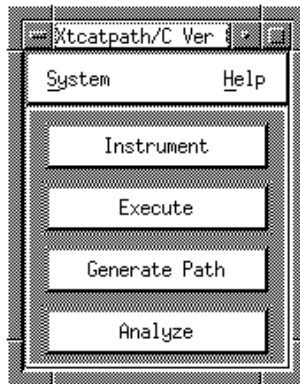 Xtcatpath/C Ver
System Help
Instrument
Execute
Generate Path
Analyze